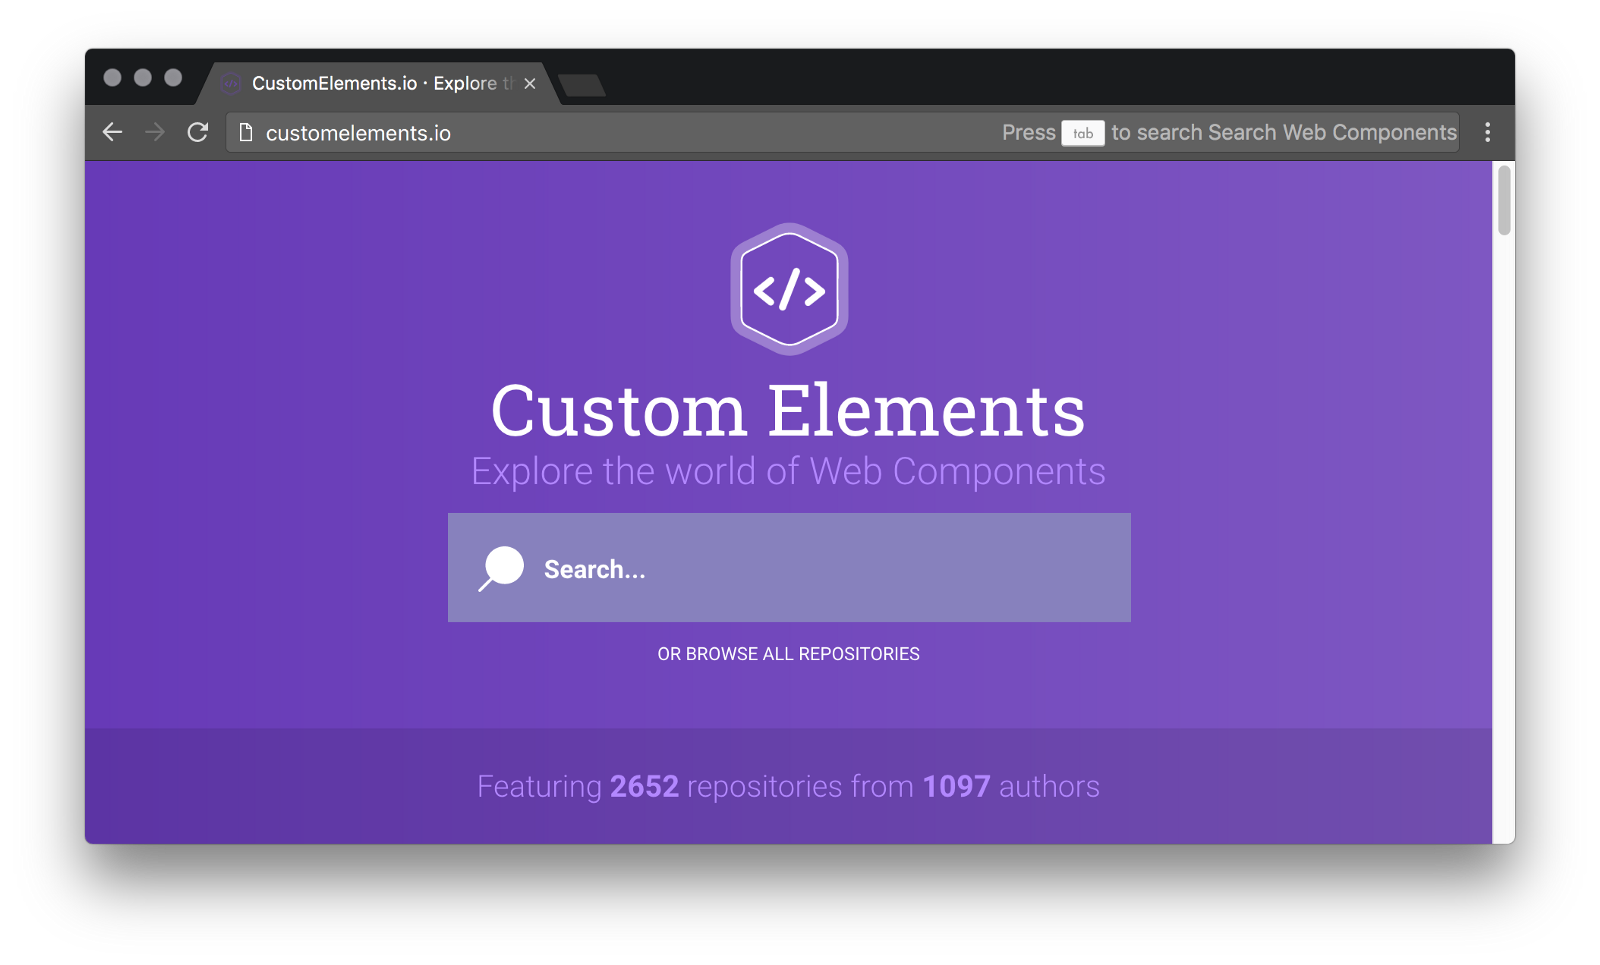 CustomElements.io · Explore th
customelements.io
Press tab to search Search Web Components
</>
Custom Elements
Explore the world of Web Components
Search...
OR BROWSE ALL REPOSITORIES
Featuring 2652 repositories from 1097 authors